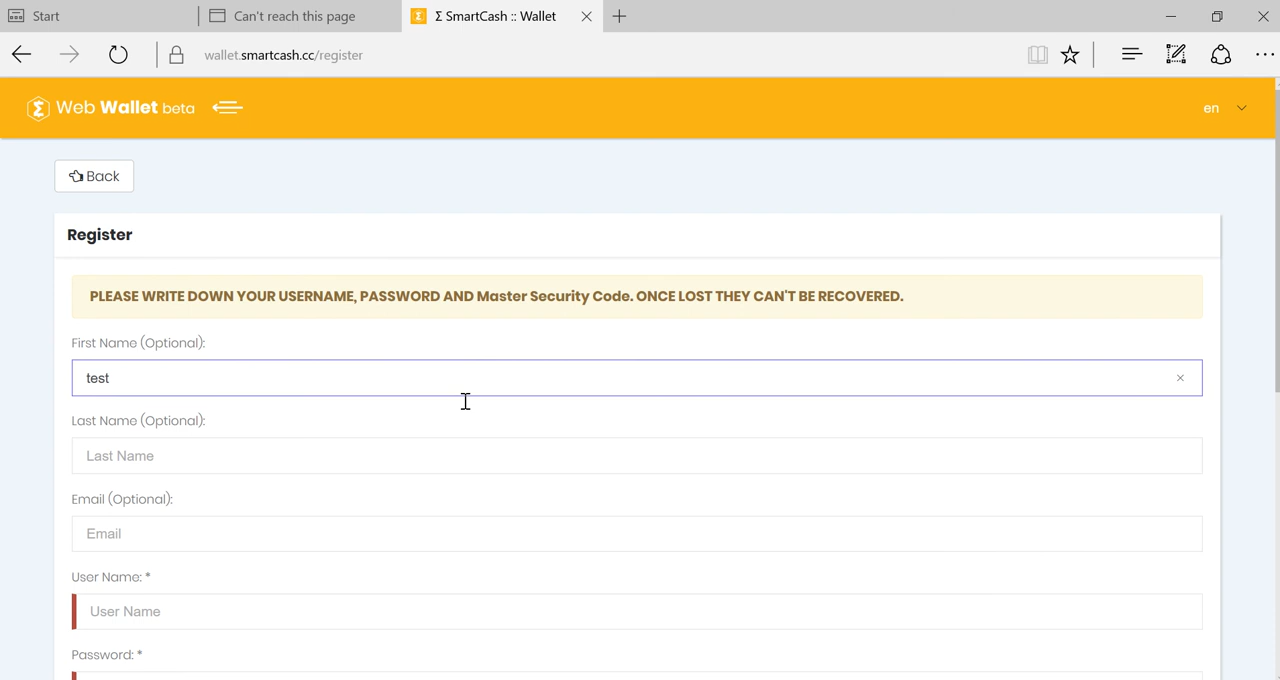 Start
Can't reach this page
Σ SmartCash :: Wallet
wallet.smartcash.cc/register
Web Wallet beta
en
Back
Register
PLEASE WRITE DOWN YOUR USERNAME, PASSWORD AND Master Security Code. ONCE LOST THEY CAN'T BE RECOVERED.
First Name (Optional):
test
Last Name (Optional):
Last Name
Email (Optional):
Email
User Name: *
User Name
Password: *